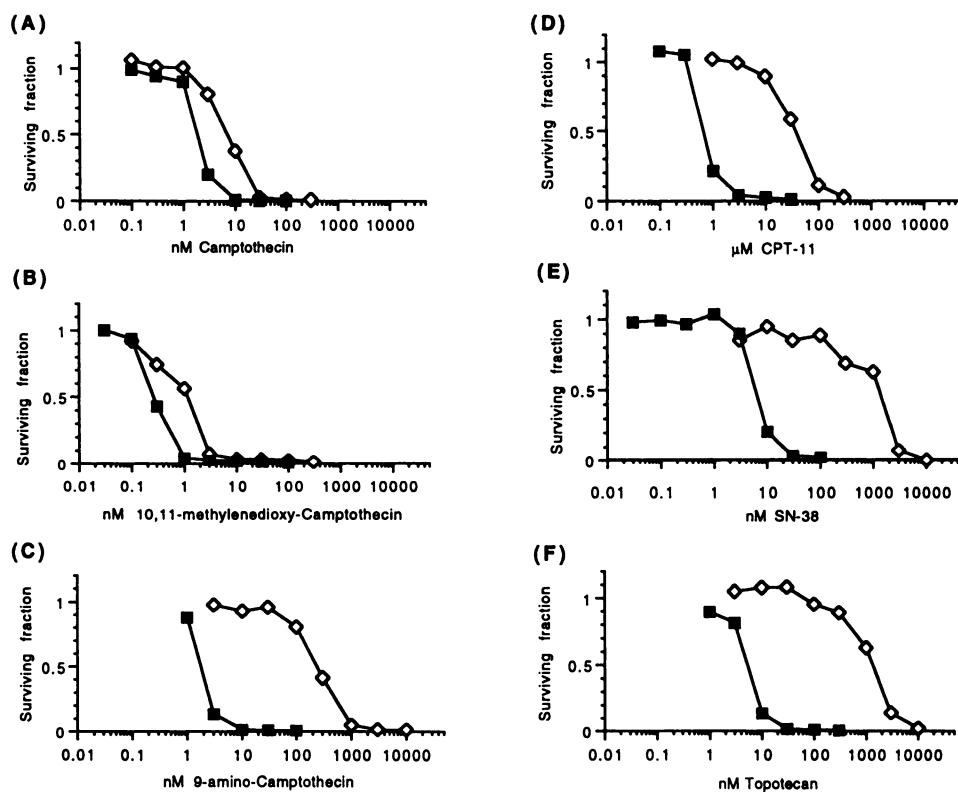 (A)
Surviving fraction
1
0.5
0
0.01 0.1 1 10 100 1000 10000
nM Camptothecin
(B)
Surviving fraction
1
0.5
0
0.01 0.1 1 10 100 1000 10000
nM 10,11-methylenedioxy-Camptothecin
(C)
Surviving fraction
1
0.5
0
0.01 0.1 1 10 100 1000 10000
nM 9-amino-Camptothecin
(D)
Surviving fraction
1
0.5
0
0.01 0.1 1 10 100 1000 10000
μM CPT-11
(E)
Surviving fraction
1
0.5
0
0.01 0.1 1 10 100 1000 10000
nM SN-38
(F)
Surviving fraction
1
0.5
0
0.01 0.1 1 10 100 1000 10000
nM Topotecan